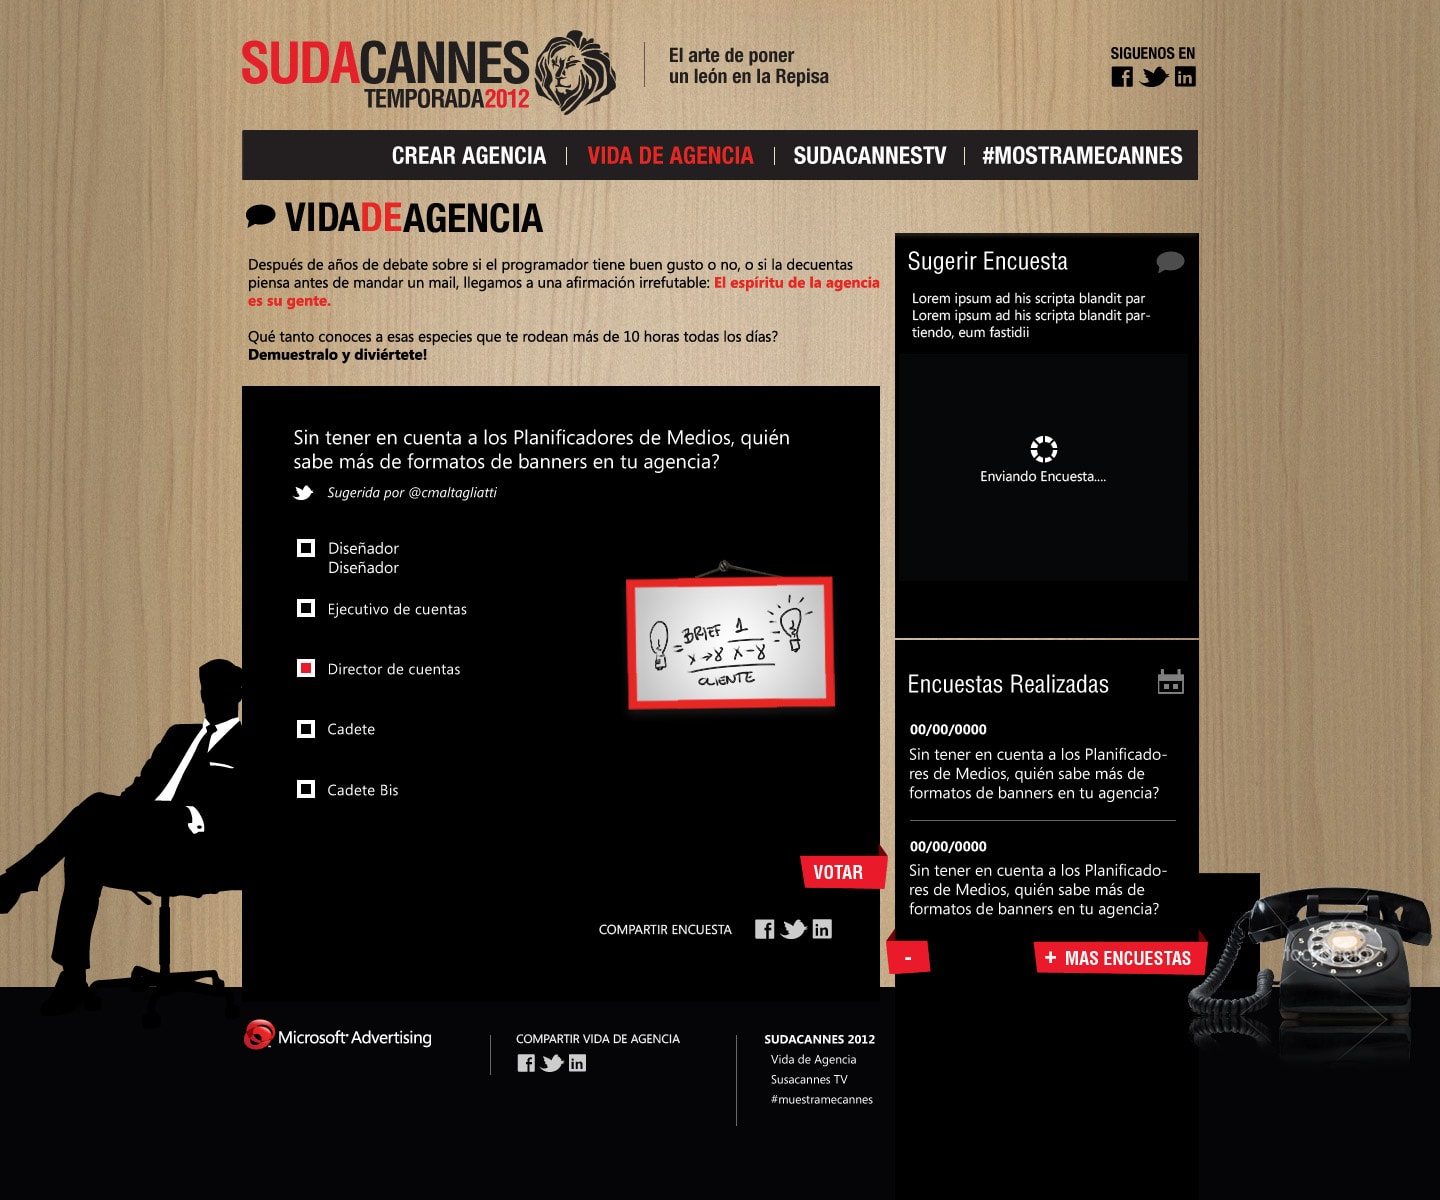 SUDACANNES
TEMPORADA2012
El arte de poner
un león en la Repisa
SIGUENOS EN
CREAR AGENCIA
VIDA DE AGENCIA
SUDACANNESTV
#MOSTRAMECANNES
VIDADEAGENCIA
Después de años de debate sobre si el programador tiene buen gusto o no, o si la decuentas
piensa antes de mandar un mail, llegamos a una afirmación irrefutable: El espíritu de la agencia
es su gente.
Qué tanto conoces a esas especies que te rodean más de 10 horas todas los días?
Demuestralo y diviértete!
Sin tener en cuenta a los Planificadores de Medios, quién
sabe más de formatos de banners en tu agencia?
Sugerida por @cmaltagliatti
Diseñador
Diseñador
Ejecutivo de cuentas
Director de cuentas
Cadete
Cadete Bis
= BRIEF 1
x→8 x-8
CLIENTE
VOTAR
COMPARTIR ENCUESTA
Sugerir Encuesta
Lorem ipsum ad his scripta blandit par
Lorem ipsum ad his scripta blandit par-
tiendo, eum fastidii
Enviando Encuesta....
Encuestas Realizadas
00/00/0000
Sin tener en cuenta a los Planificado-
res de Medios, quién sabe más de
formatos de banners en tu agencia?
00/00/0000
Sin tener en cuenta a los Planificado-
res de Medios, quién sabe más de
formatos de banners en tu agencia?
-
+ MAS ENCUESTAS
Microsoft Advertising
COMPARTIR VIDA DE AGENCIA
SUDACANNES 2012
Vida de Agencia
Susacannes TV
#muestramecannes